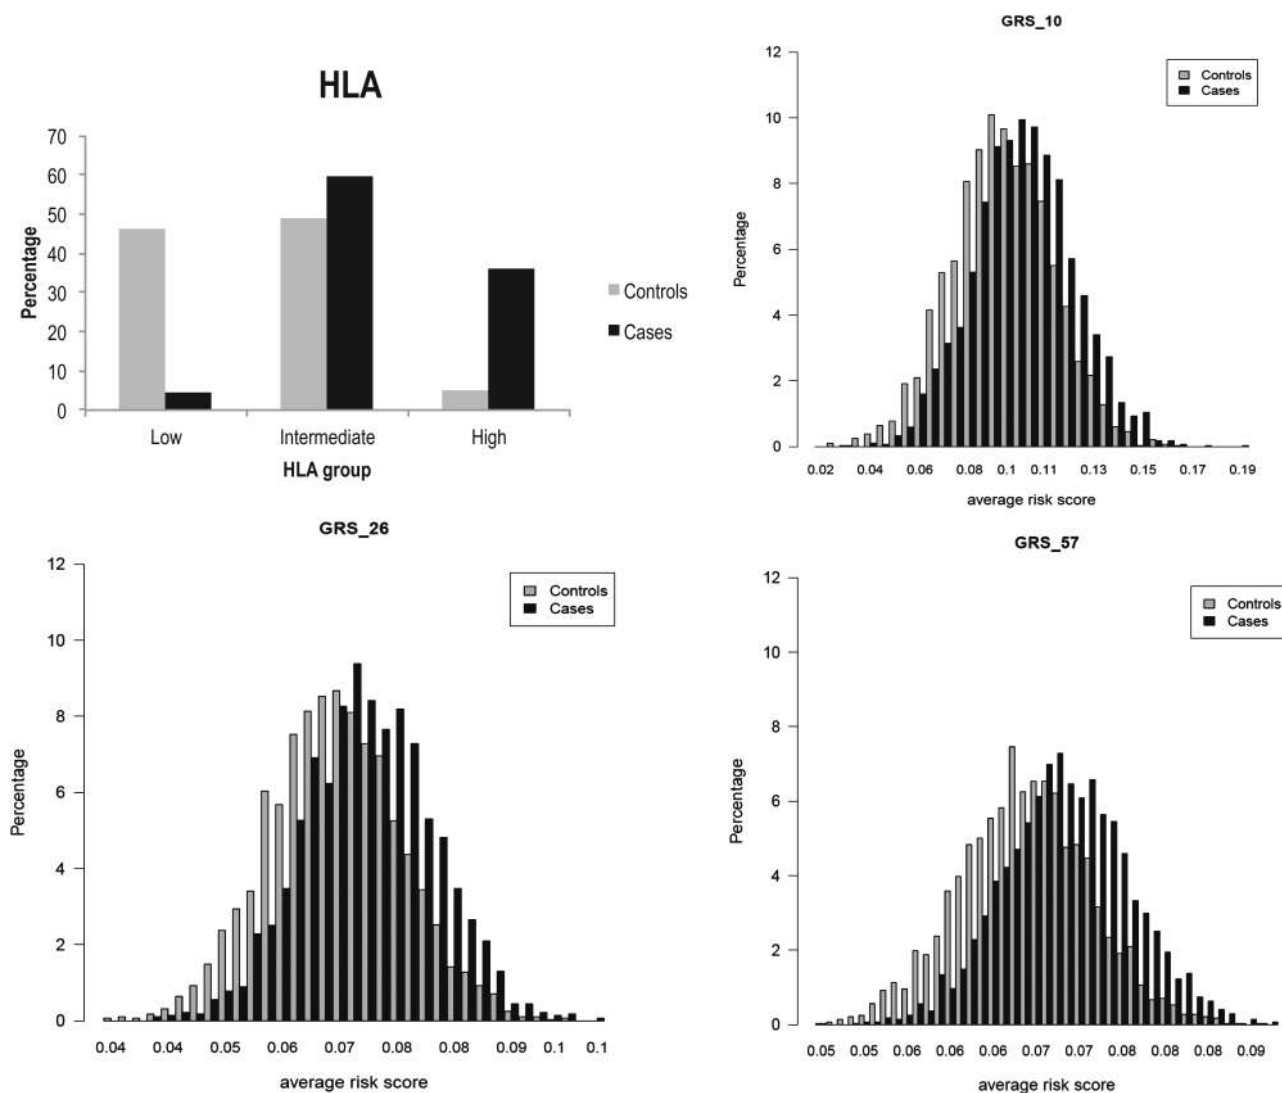 HLA
70
60
50
40
30
20
10
0
Percentage
Low Intermediate High
HLA group
Controls
Cases
GRS_10
12
10
8
6
4
2
0
Percentage
Controls
Cases
0.02 0.04 0.06 0.08 0.1 0.11 0.13 0.15 0.17 0.19
average risk score
GRS_26
12
10
8
6
4
2
0
Percentage
Controls
Cases
0.04 0.04 0.05 0.06 0.07 0.08 0.08 0.09 0.1 0.1
average risk score
GRS_57
12
10
8
6
4
2
0
Percentage
Controls
Cases
0.05 0.05 0.06 0.06 0.06 0.07 0.07 0.08 0.08 0.08 0.09
average risk score